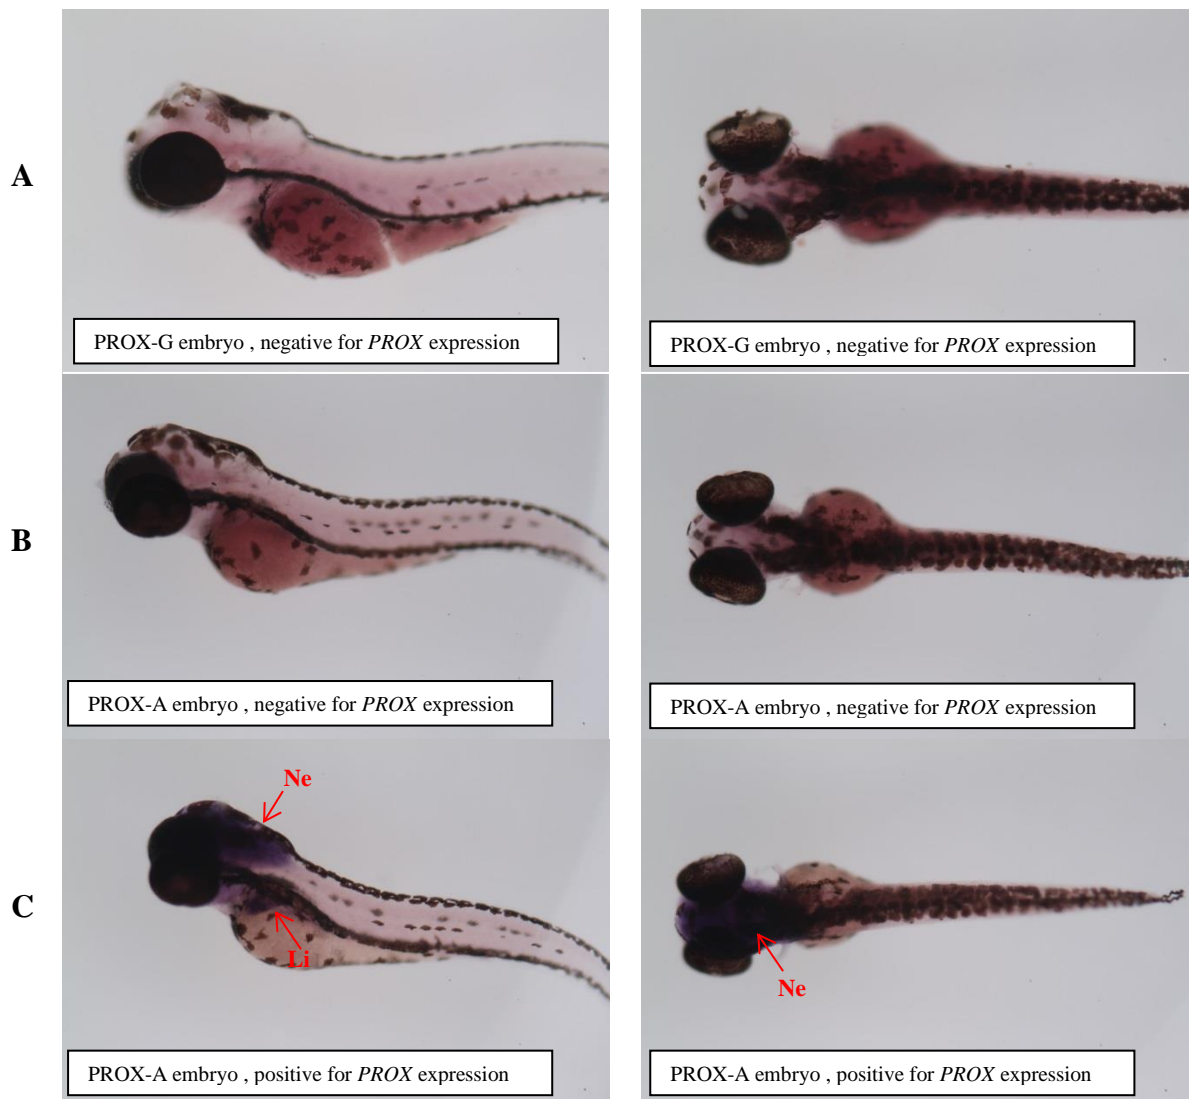 A
PROX-G embryo , negative for PROX expression
PROX-G embryo , negative for PROX expression
B
PROX-A embryo , negative for PROX expression
PROX-A embryo , negative for PROX expression
C
Ne
Li
Ne
PROX-A embryo , positive for PROX expression
PROX-A embryo , positive for PROX expression